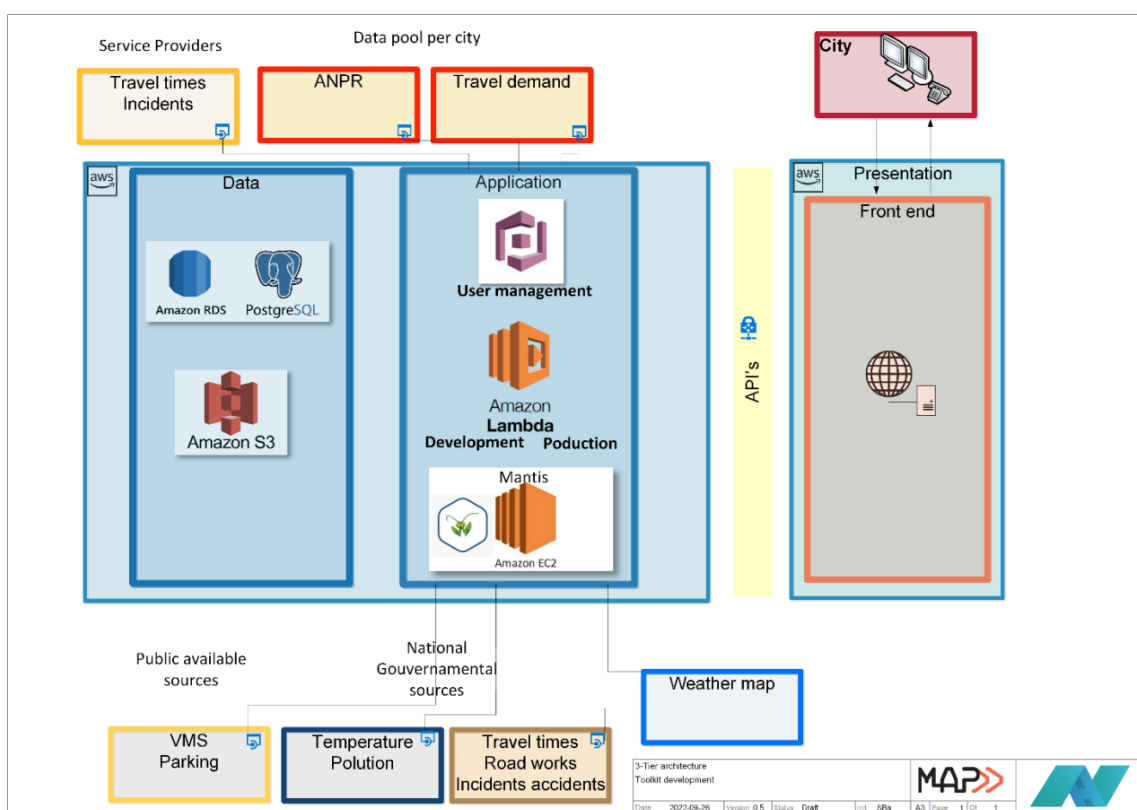 Service Providers
Data pool per city
Travel times
Incidents
ANPR
Travel demand
City
aws
Data
Application
aws
Presentation
Front end
Amazon RDS
PostgreSQL
User management
Amazon S3
Amazon
Lambda
Development Poduction
API's
Mantis
Amazon EC2
Public available
sources
National
Gouvernamental
sources
Weather map
VMS
Parking
Temperature
Polution
Travel times
Road works
Incidents accidents
3-Tier architecture
Toolkit development
MAP
Date 2022-09-26 Version 0.5 Status Draft Init SBa A3 Page 1 Of 1